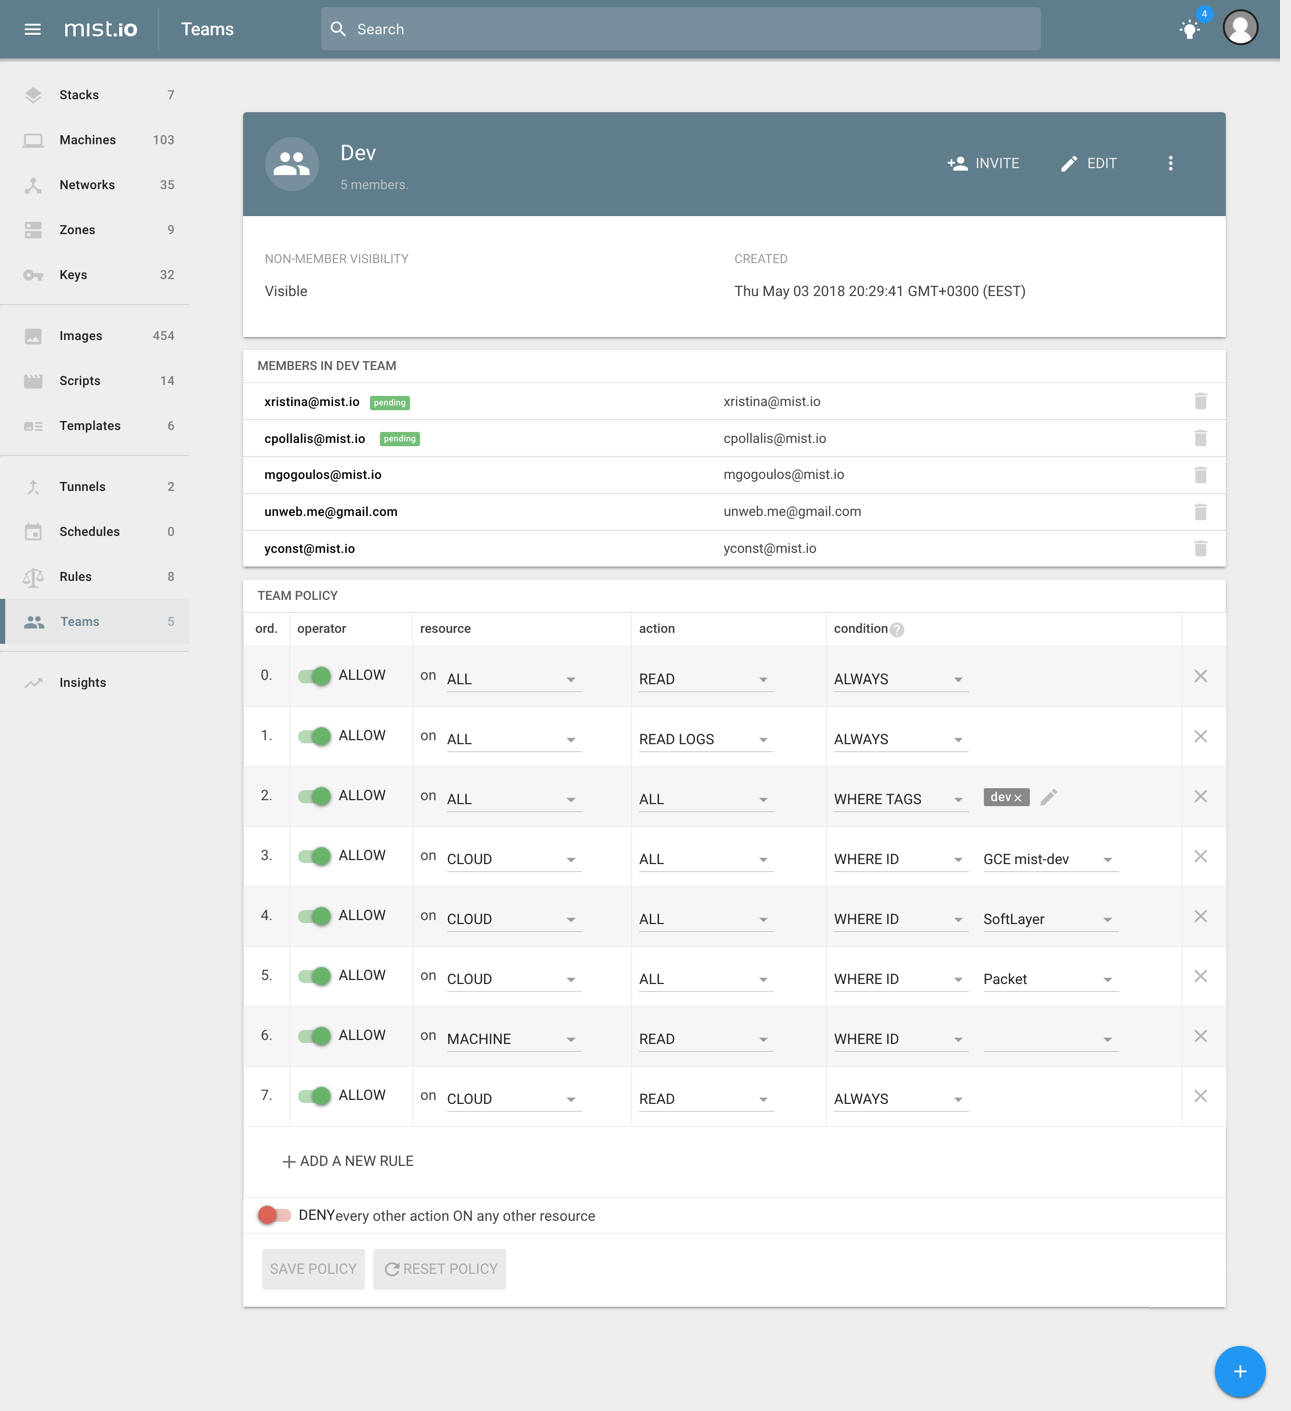 mist.io Teams Search 4
Stacks 7
Machines 103
Networks 35
Zones 9
Keys 32
Images 454
Scripts 14
Templates 6
Tunnels 2
Schedules 0
Rules 8
Teams 5
Insights
Dev
5 members.
INVITE EDIT
NON-MEMBER VISIBILITY CREATED
Visible Thu May 03 2018 20:29:41 GMT+0300 (EEST)
MEMBERS IN DEV TEAM
xristina@mist.io pending xristina@mist.io
cpollalis@mist.io pending cpollalis@mist.io
mgogoulos@mist.io mgogoulos@mist.io
unweb.me@gmail.com unweb.me@gmail.com
yconst@mist.io yconst@mist.io
TEAM POLICY
ord. operator resource action condition ?
0. ALLOW on ALL READ ALWAYS
1. ALLOW on ALL READ LOGS ALWAYS
2. ALLOW on ALL ALL WHERE TAGS dev x
3. ALLOW on CLOUD ALL WHERE ID GCE mist-dev
4. ALLOW on CLOUD ALL WHERE ID SoftLayer
5. ALLOW on CLOUD ALL WHERE ID Packet
6. ALLOW on MACHINE READ WHERE ID
7. ALLOW on CLOUD READ ALWAYS
+ ADD A NEW RULE
DENY every other action ON any other resource
SAVE POLICY RESET POLICY
+